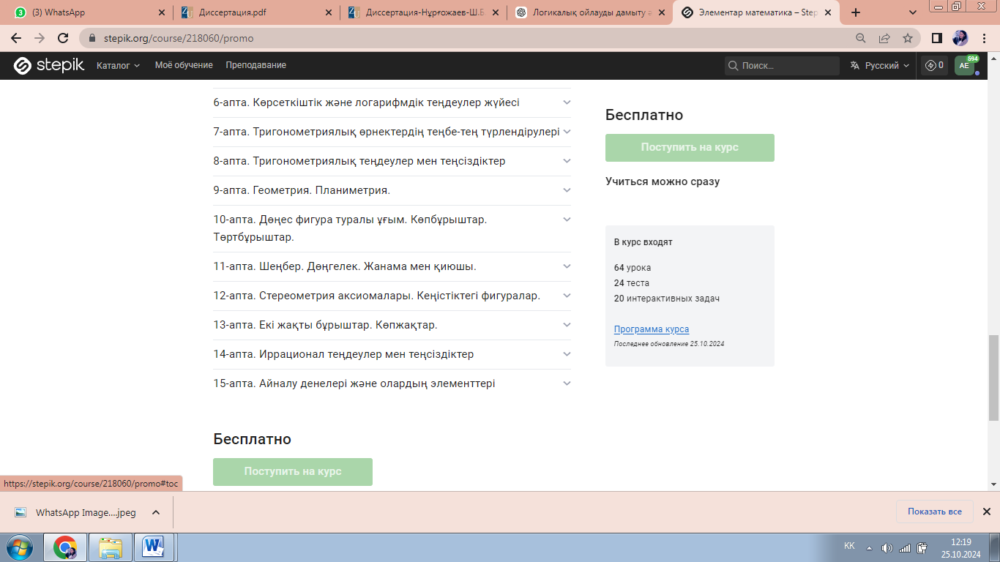 (3) WhatsApp
Диссертация.pdf
Диссертация-Нұрғожаев-Ш.Б
Логикалық ойлауды дамыту ә
Элементар математика – Step
stepik.org/course/218060/promo
stepik
Каталог
Моё обучение
Преподавание
Поиск...
Русский
0
AE
594
6-апта. Көрсеткіштік және логарифмдік теңдеулер жүйесі
7-апта. Тригонометриялық өрнектердің теңбе-тең түрлендірулері
8-апта. Тригонометриялық теңдеулер мен теңсіздіктер
9-апта. Геометрия. Планиметрия.
10-апта. Дөңес фигура туралы ұғым. Көпбұрыштар.
Төртбұрыштар.
11-апта. Шеңбер. Дөңгелек. Жанама мен қиюшы.
12-апта. Стереометрия аксиомалары. Кеңістіктегі фигуралар.
13-апта. Екі жақты бұрыштар. Көпжақтар.
14-апта. Иррационал теңдеулер мен теңсіздіктер
15-апта. Айналу денелері және олардың элементтері
Бесплатно
Поступить на курс
Бесплатно
Поступить на курс
Учиться можно сразу
В курс входят
64 урока
24 теста
20 интерактивных задач
Программа курса
Последнее обновление 25.10.2024
https://stepik.org/course/218060/promo#toc
WhatsApp Image....jpeg
Показать все
KK
12:19
25.10.2024